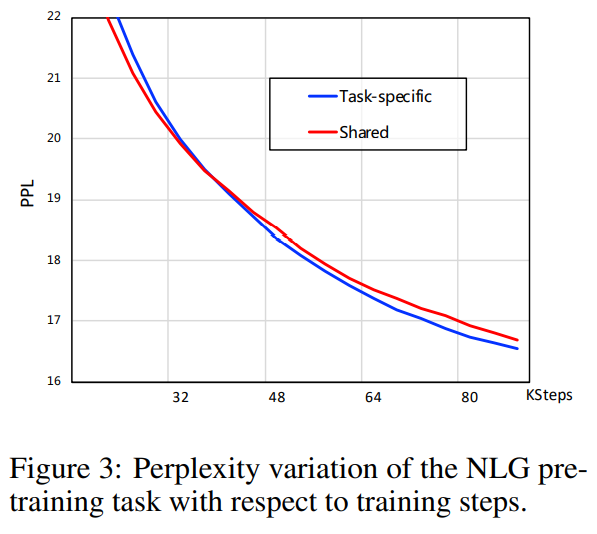 22
21
20
19
18
17
16
PPL
Task-specific
Shared
32 48 64 80 KSteps
Figure 3: Perplexity variation of the NLG pre-
training task with respect to training steps.